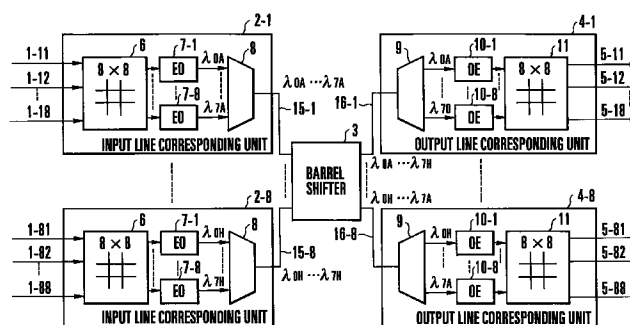 2-1
4-1
6 7-1 8
9 10-1 11
1-11
1-12
1-18
8 × 8
EO
λ0A
7-8
EO
λ7A
INPUT LINE CORRESPONDING UNIT
λ0A ···λ7A
15-1
16-1
λ0A
OE
10-8
λ7D
OE
8 × 8
5-11
5-12
5-18
OUTPUT LINE CORRESPONDING UNIT
3
BARREL SHIFTER
λ0A ···λ7H
λ0H ···λ7A
2-8
4-8
6 7-1 8
9 10-1 11
1-81
1-82
1-88
8 × 8
EO
λ0H
7-8
EO
λ7H
INPUT LINE CORRESPONDING UNIT
15-8
λ0H ···λ7H
16-8
λ0H
OE
10-8
λ7A
OE
8 × 8
5-81
5-82
5-88
OUTPUT LINE CORRESPONDING UNIT